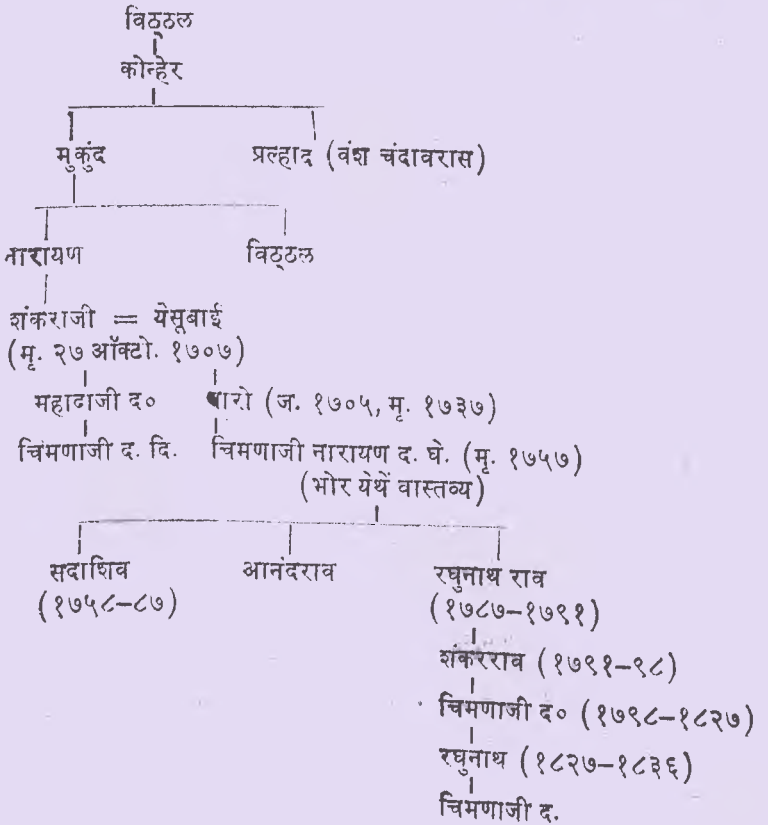 विठ्ठल
कोन्हेर
मुकुंद प्रल्हाद (वंश चंदावरास)
नारायण विठ्ठल
शंकराजी = येसूबाई
(मृ. २७ ऑक्टो. १७०७)
महादाजी द० नारो (ज. १७०५, मृ. १७३७)
चिमणाजी द. दि. चिमणाजी नारायण द. घे. (मृ. १७५७)
(भोर येथें वास्तव्य)
सदाशिव आनंदराव रघुनाथ राव
(१७५८–८७) (१७८७–१७९१)
शंकरराव (१७९१–९८)
चिमणाजी द० (१७९८–१८२७)
रघुनाथ (१८२७–१८३६)
चिमणाजी द.